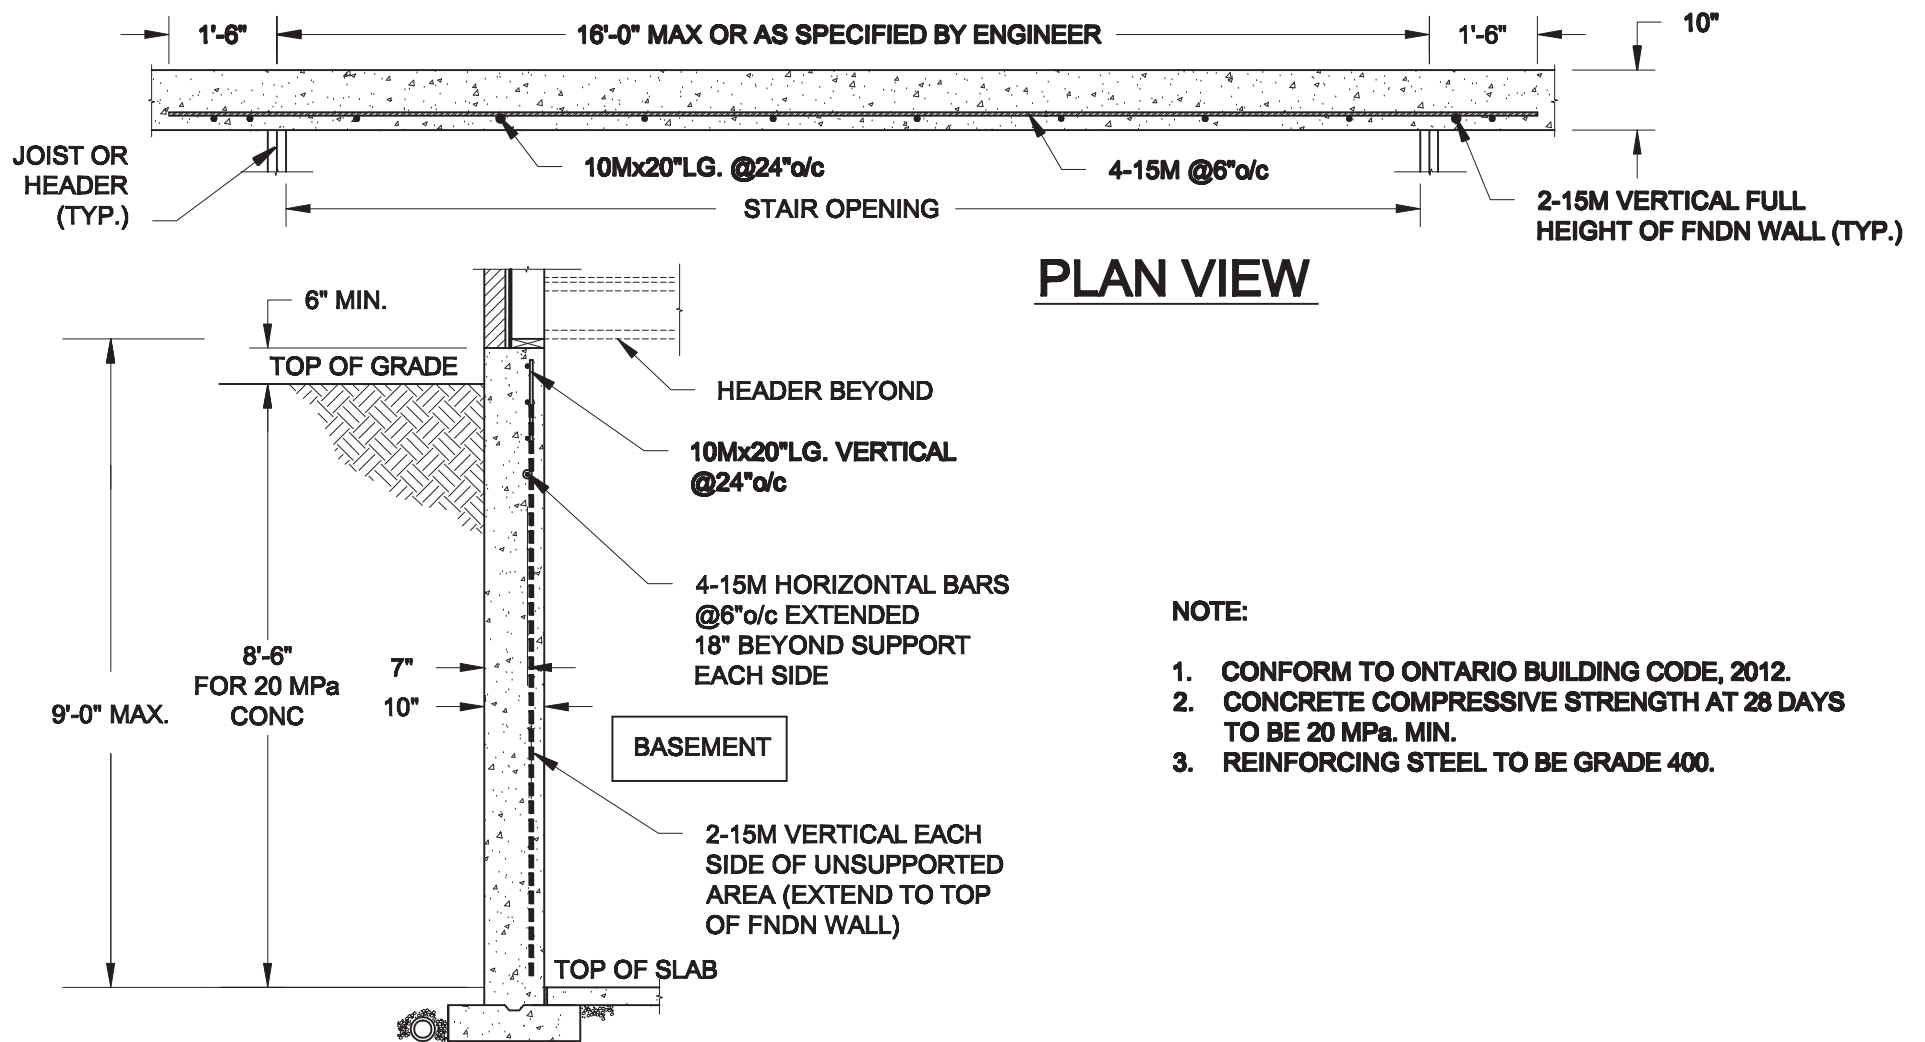 1'-6"
16'-0" MAX OR AS SPECIFIED BY ENGINEER
1'-6"
10"
JOIST OR
HEADER
(TYP.)
10Mx20"LG. @24"o/c
4-15M @6"o/c
STAIR OPENING
2-15M VERTICAL FULL
HEIGHT OF FNDN WALL (TYP.)
PLAN VIEW
6" MIN.
TOP OF GRADE
HEADER BEYOND
10Mx20"LG. VERTICAL
@24"o/c
4-15M HORIZONTAL BARS
@6"o/c EXTENDED
18" BEYOND SUPPORT
EACH SIDE
8'-6"
FOR 20 MPa
CONC
7"
10"
9'-0" MAX.
BASEMENT
2-15M VERTICAL EACH
SIDE OF UNSUPPORTED
AREA (EXTEND TO TOP
OF FNDN WALL)
TOP OF SLAB
NOTE:
1. CONFORM TO ONTARIO BUILDING CODE, 2012.
2. CONCRETE COMPRESSIVE STRENGTH AT 28 DAYS
TO BE 20 MPa. MIN.
3. REINFORCING STEEL TO BE GRADE 400.